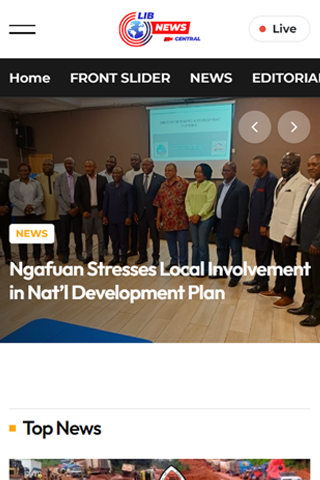 LIB
NEWS
CENTRAL
Live
Home FRONT SLIDER NEWS EDITORIA
NEWS
Ngafuan Stresses Local Involvement
in Nat'l Development Plan
Top News